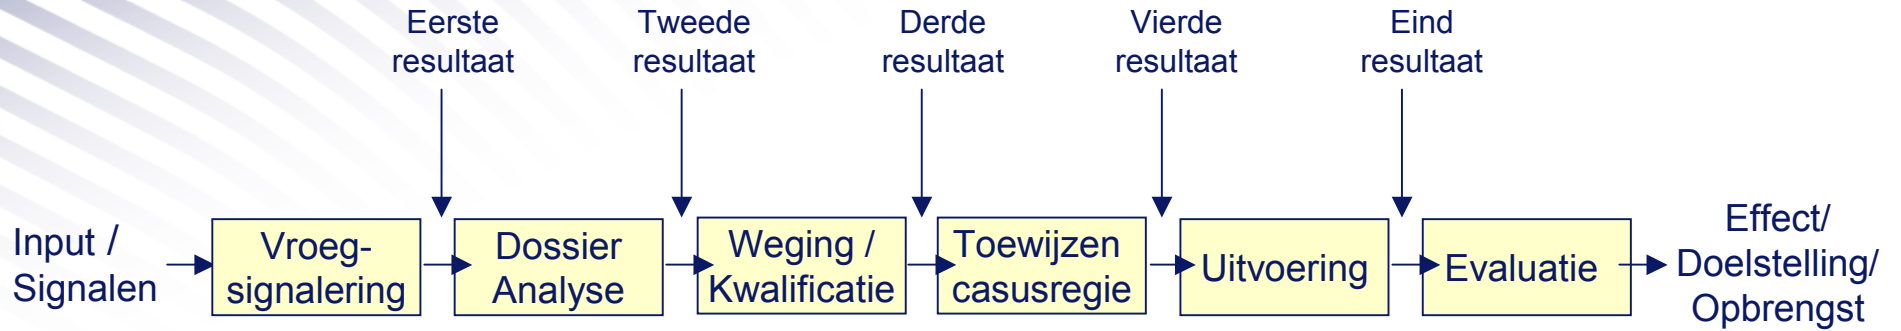 Eerste
resultaat
Tweede
resultaat
Derde
resultaat
Vierde
resultaat
Eind
resultaat
Input /
Signalen
Vroeg-
signalering
Dossier
Analyse
Weging /
Kwalificatie
Toewijzen
casusregie
Uitvoering
Evaluatie
Effect/
Doelstelling/
Opbrengst